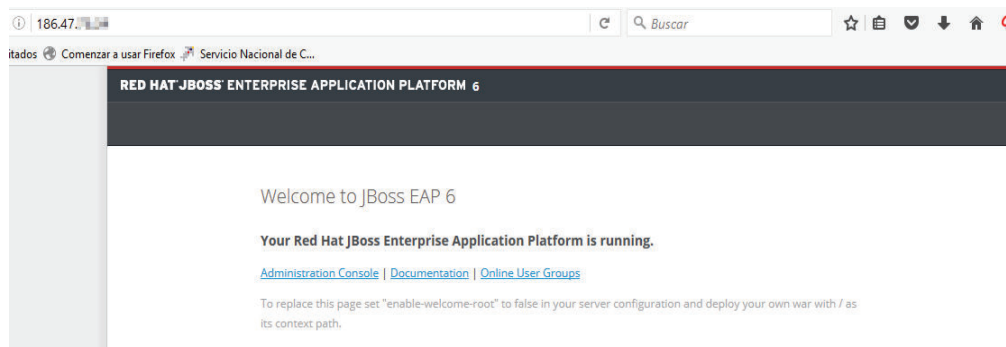 186.47.
Buscar
itados Comenzar a usar Firefox Servicio Nacional de C...
RED HAT JBOSS ENTERPRISE APPLICATION PLATFORM 6
Welcome to JBoss EAP 6
Your Red Hat JBoss Enterprise Application Platform is running.
Administration Console | Documentation | Online User Groups
To replace this page set "enable-welcome-root" to false in your server configuration and deploy your own war with / as
its context path.